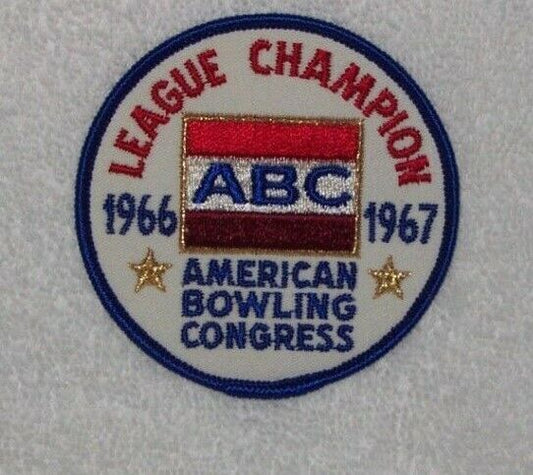 LEAGUE CHAMPION
ABC
1966 1967
AMERICAN
BOWLING
CONGRESS